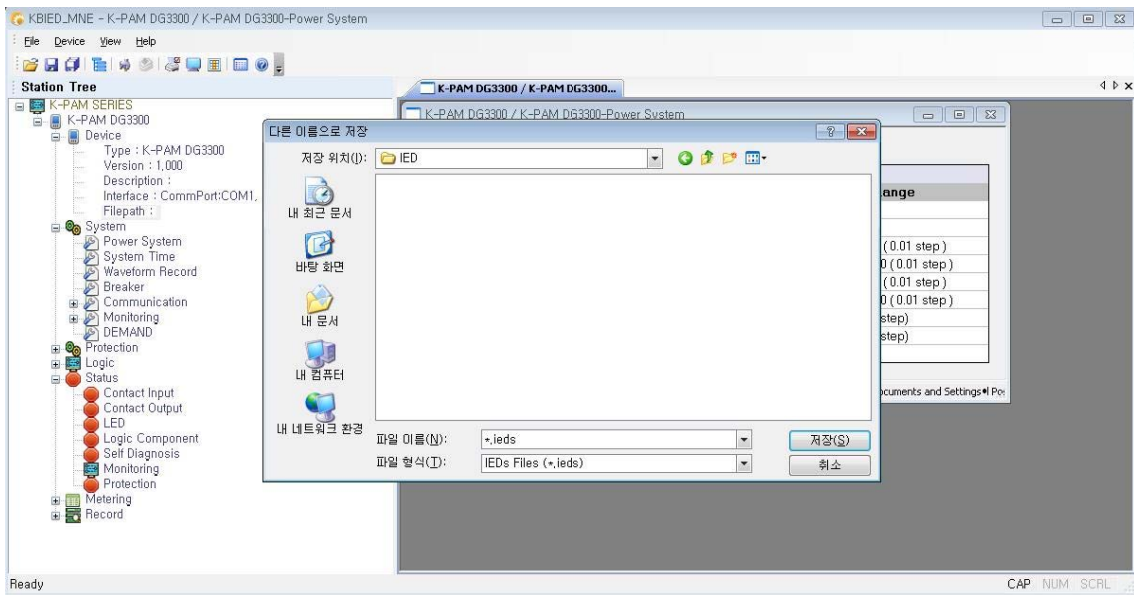 KBIED_MNE - K-PAM DG3300 / K-PAM DG3300-Power System
File Device View Help
Station Tree
K-PAM DG3300 / K-PAM DG3300...
K-PAM SERIES
K-PAM DG3300
Device
Type : K-PAM DG3300
Version : 1,000
Description :
Interface : CommPort:COM1,
Filepath :
System
Power System
System Time
Waveform Record
Breaker
Communication
Monitoring
DEMAND
Protection
Logic
Status
Contact Input
Contact Output
LED
Logic Component
Self Diagnosis
Monitoring
Protection
Metering
Record
K-PAM DG3300 / K-PAM DG3300-Power System
다른 이름으로 저장
저장 위치(I): IED
내 최근 문서
바탕 화면
내 문서
내 컴퓨터
내 네트워크 환경
파일 이름(N): *,ieds
저장(S)
파일 형식(T): IEDs Files (*,ieds)
취소
ange
( 0.01 step )
0 ( 0.01 step )
( 0.01 step )
0 ( 0.01 step )
step)
step)
ocuments and Settings
Ready
CAP NUM SCRL